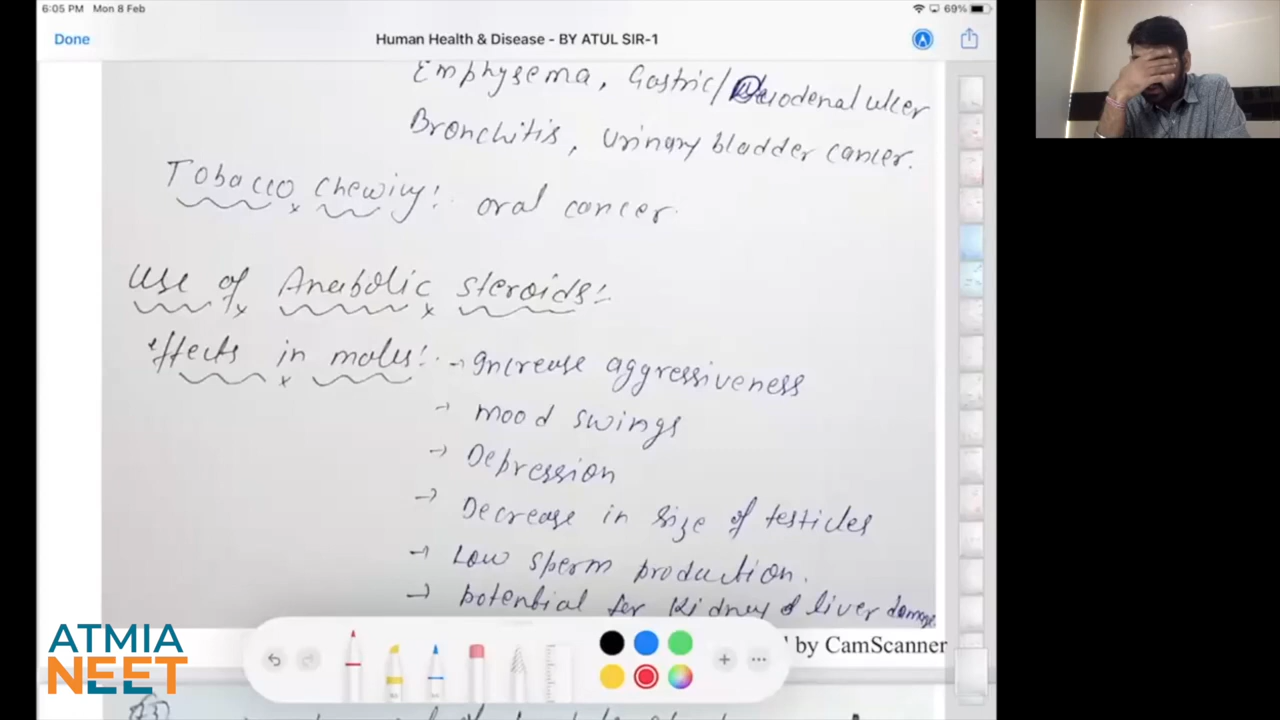 6:05 PM Mon 8 Feb 69%
Done Human Health & Disease - BY ATUL SIR-1
Emphysema, Gastric/Duodenal ulcer
Bronchitis, urinary bladder cancer.
Tobacco chewing:- oral cancer.
Use of Anabolic steroids:-
effects in males:- → Increase aggressiveness
→ mood swings
→ Depression
→ Decrease in size of testicles
→ Low sperm production.
→ potential for kidney & liver damage
by CamScanner
ATMIA
NEET